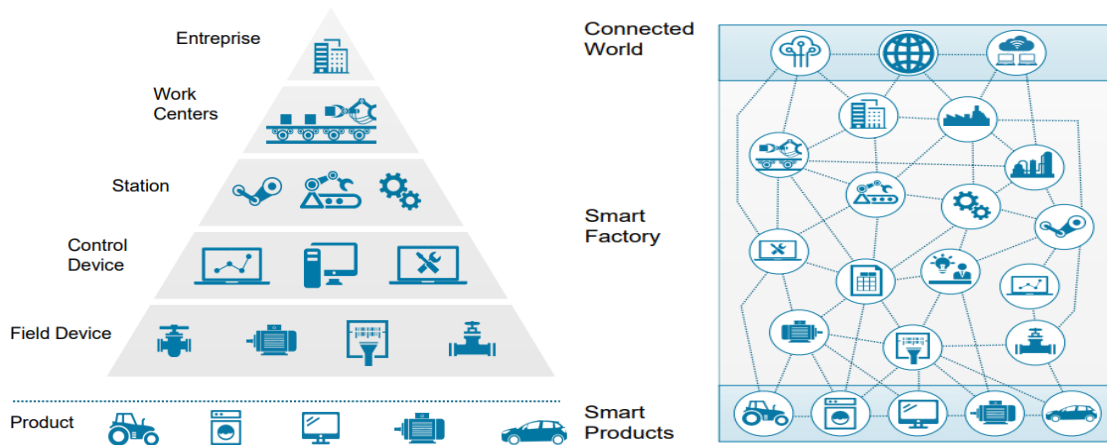 Entreprise
Work
Centers
Station
Control
Device
Field Device
Product
Connected
World
Smart
Factory
Smart
Products